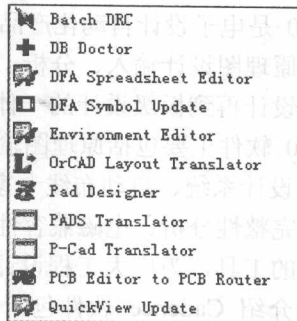 Batch DRC
DB Doctor
DFA Spreadsheet Editor
DFA Symbol Update
Environment Editor
OrCAD Layout Translator
Pad Designer
PADS Translator
P-Cad Translator
PCB Editor to PCB Router
QuickView Update